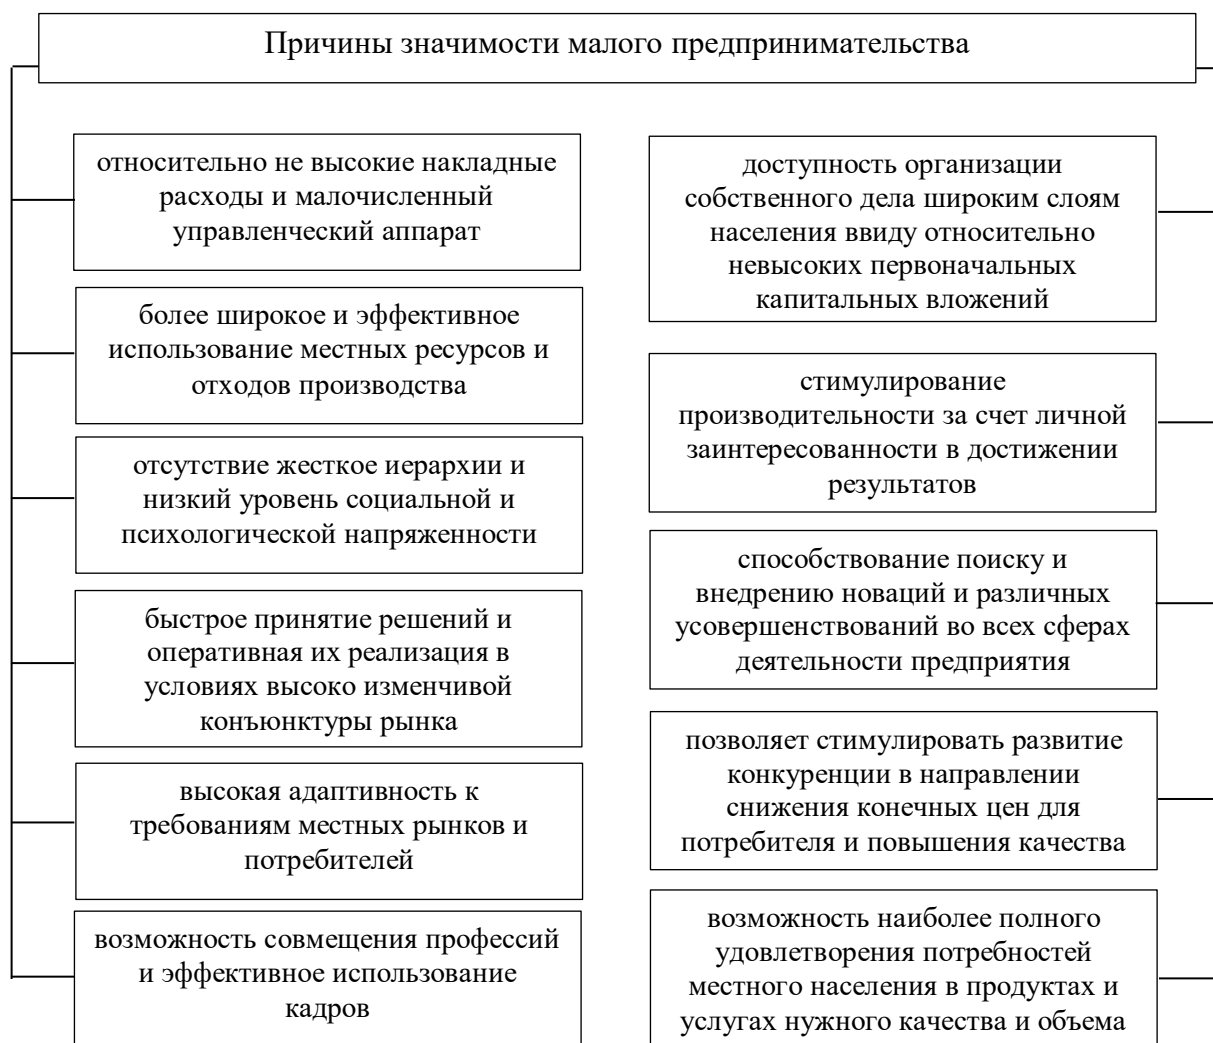 Причины значимости малого предпринимательства
относительно не высокие накладные
расходы и малочисленный
управленческий аппарат
более широкое и эффективное
использование местных ресурсов и
отходов производства
отсутствие жесткое иерархии и
низкий уровень социальной и
психологической напряженности
быстрое принятие решений и
оперативная их реализация в
условиях высоко изменчивой
конъюнктуры рынка
высокая адаптивность к
требованиям местных рынков и
потребителей
возможность совмещения профессий
и эффективное использование
кадров
доступность организации
собственного дела широким слоям
населения ввиду относительно
невысоких первоначальных
капитальных вложений
стимулирование
производительности за счет личной
заинтересованности в достижении
результатов
способствование поиску и
внедрению новаций и различных
усовершенствований во всех сферах
деятельности предприятия
позволяет стимулировать развитие
конкуренции в направлении
снижения конечных цен для
потребителя и повышения качества
возможность наиболее полного
удовлетворения потребностей
местного населения в продуктах и
услугах нужного качества и объема